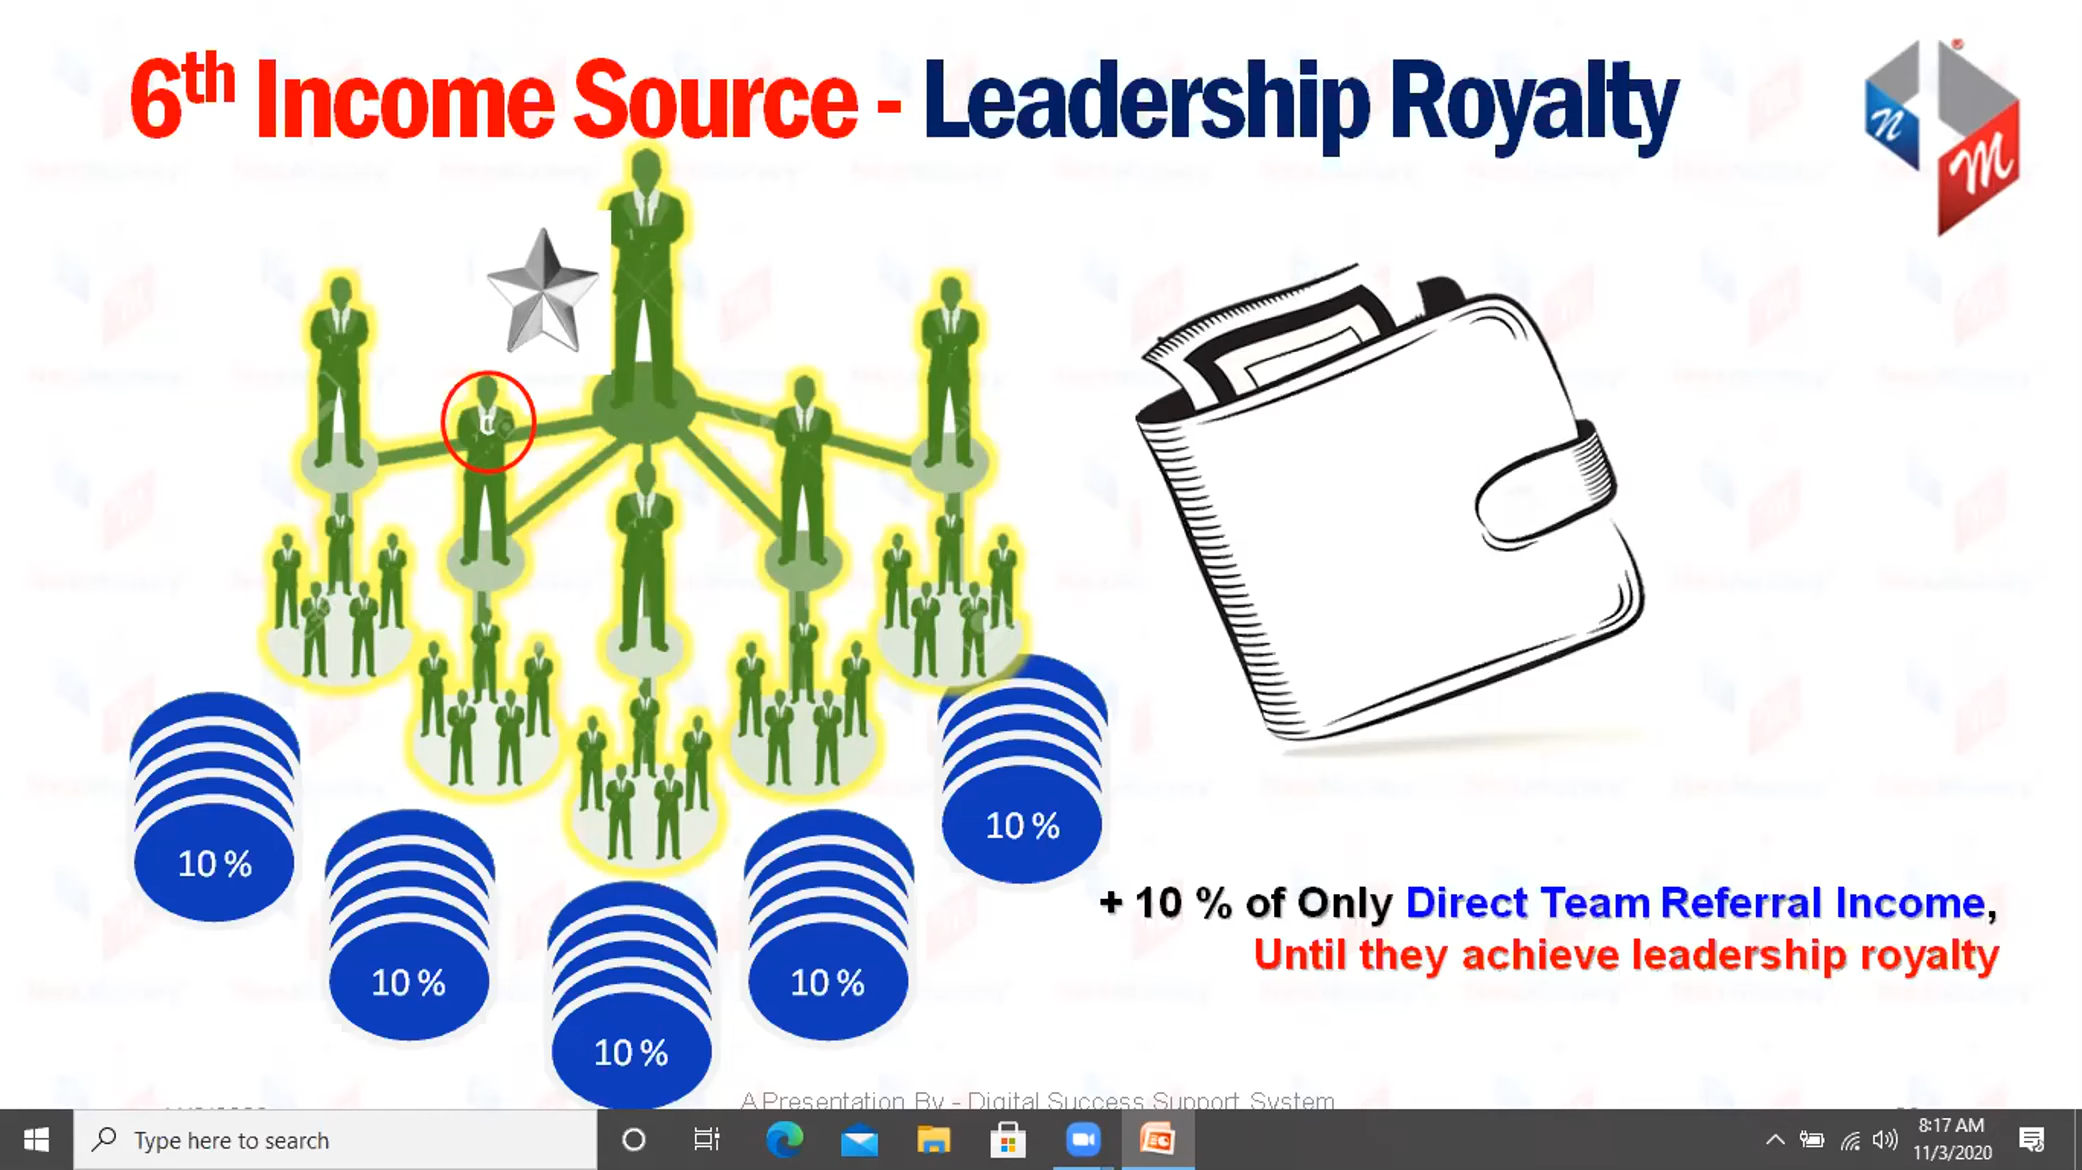 6th Income Source - Leadership Royalty
n
M
10 %
10 %
10 %
10 %
10 %
+ 10 % of Only Direct Team Referral Income,
Until they achieve leadership royalty
A Presentation By - Digital Success Support System
Type here to search
8:17 AM
11/3/2020